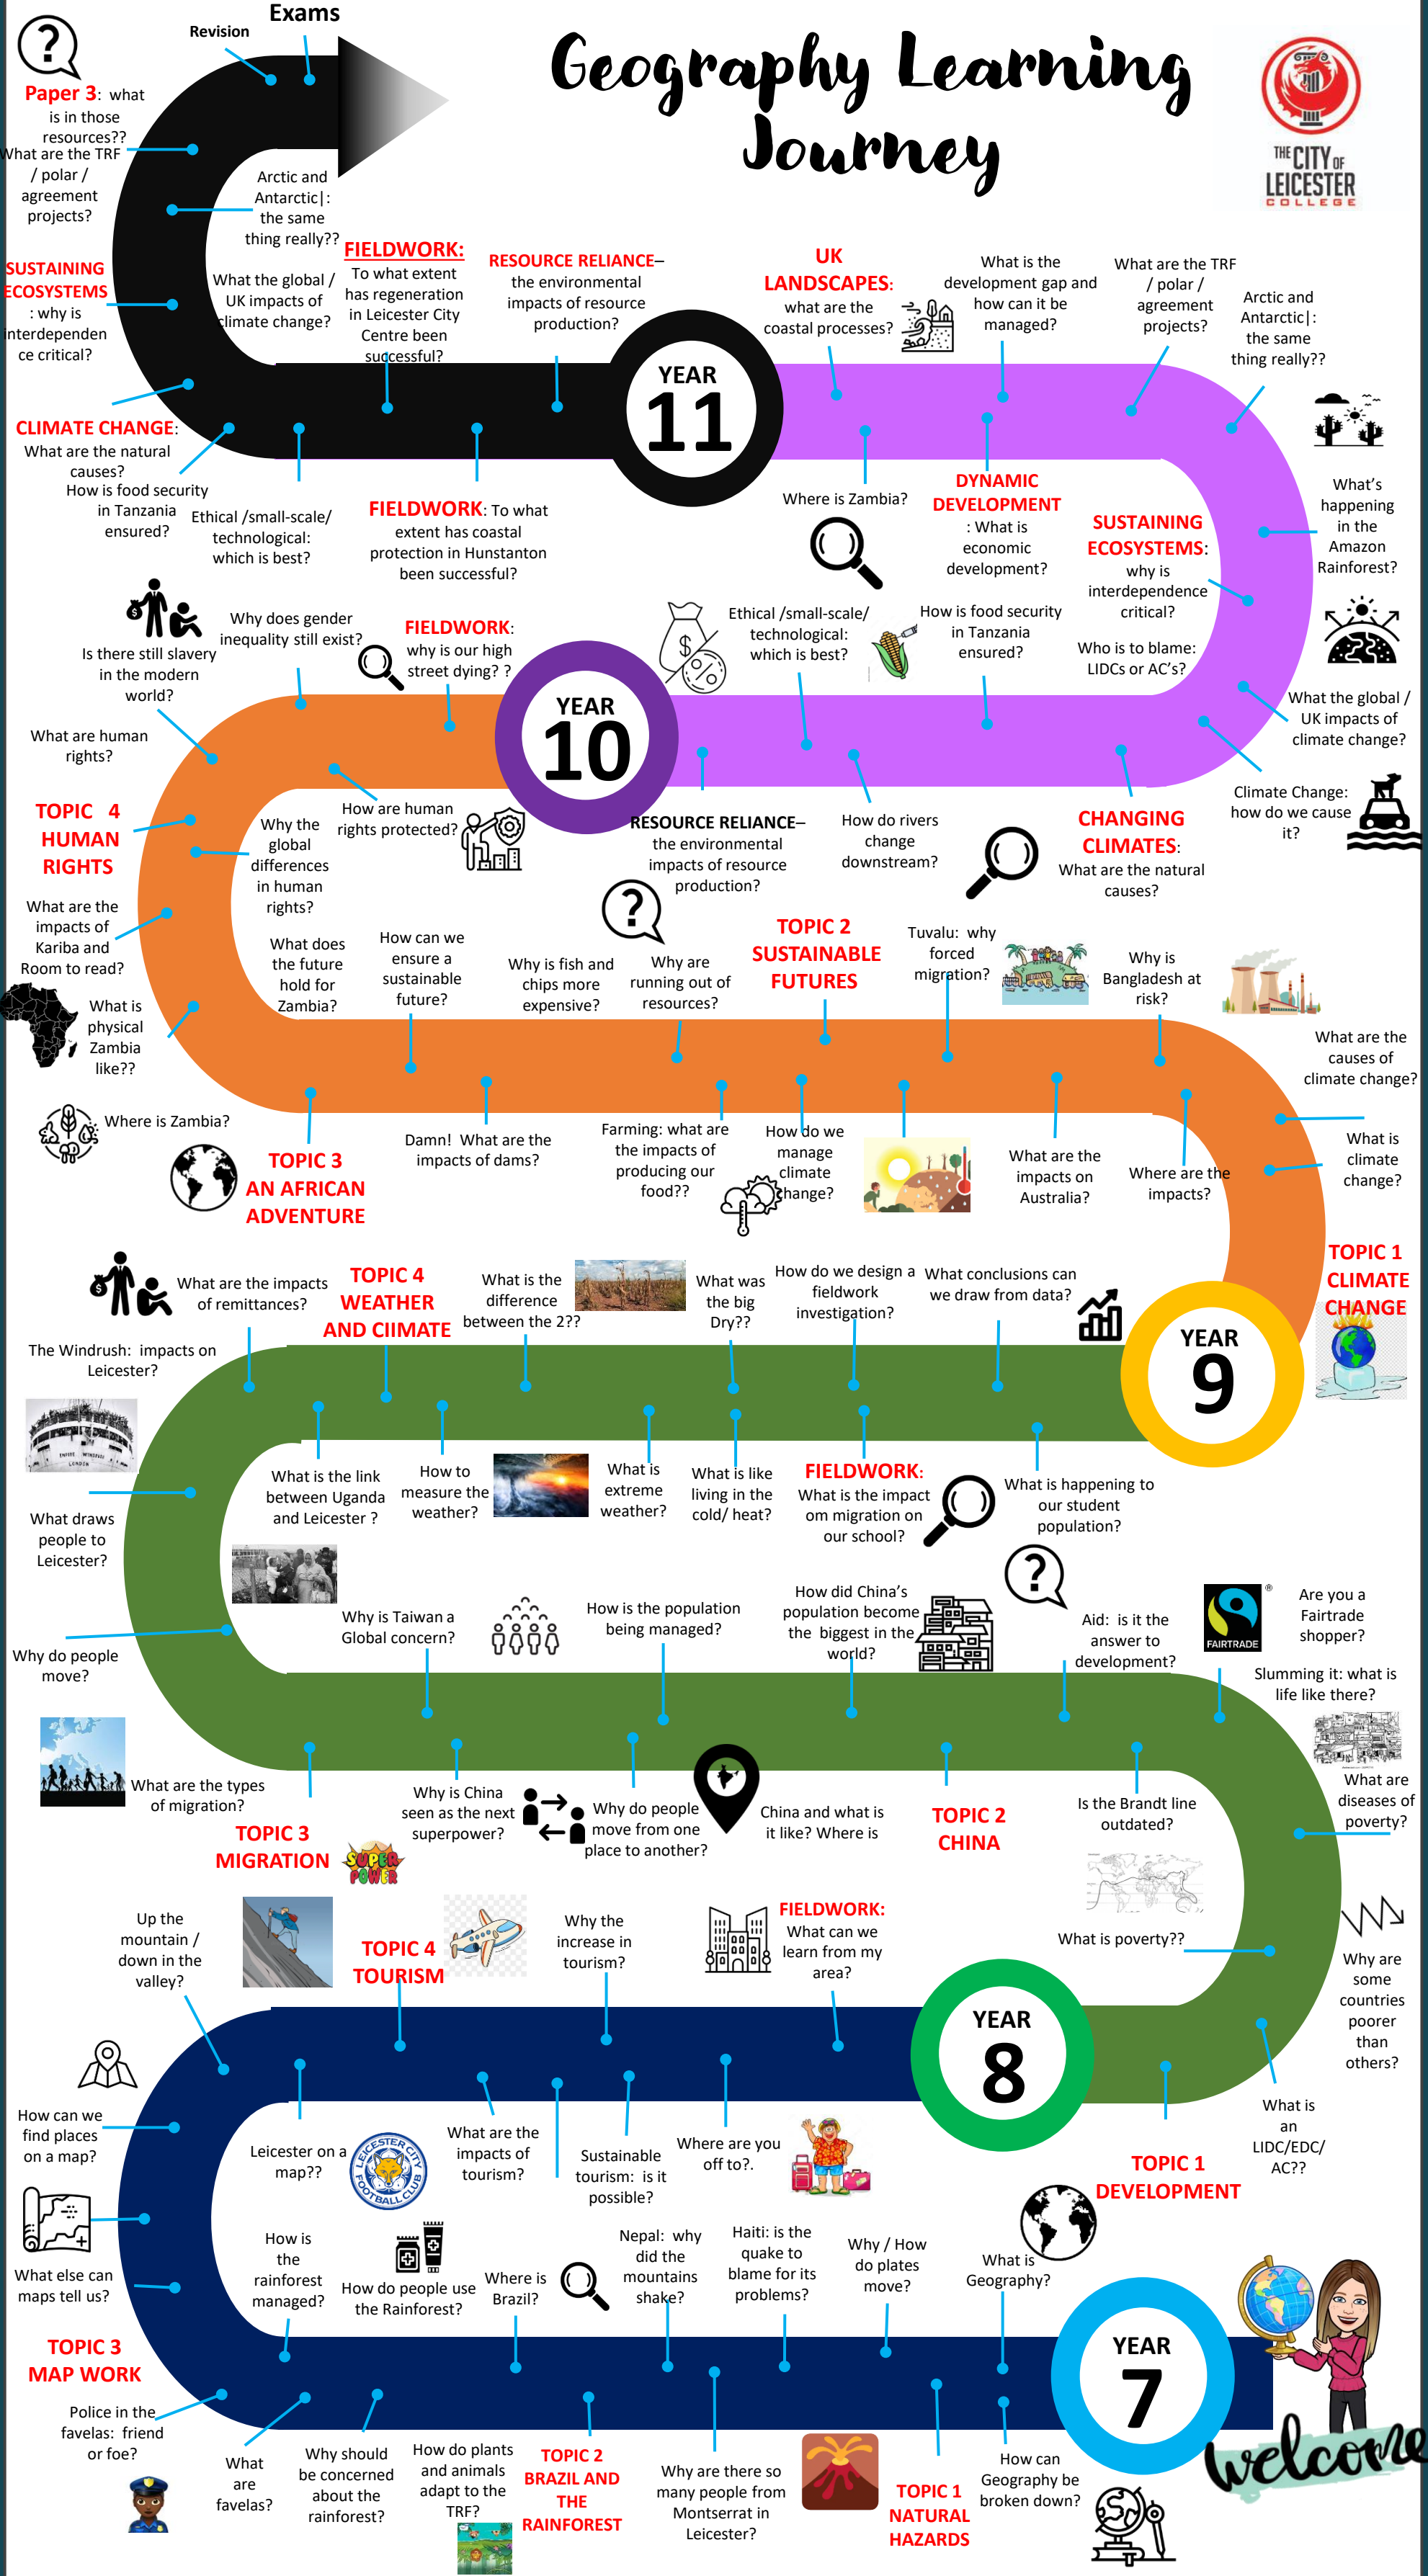 Geography Learning
Journey
THE CITY OF
LEICESTER
COLLEGE
Exams
Revision
Paper 3: what
is in those
resources??
What are the TRF
/ polar /
agreement
projects?
Arctic and
Antarctic|:
the same
thing really??
SUSTAINING
ECOSYSTEMS
: why is
interdependen
ce critical?
What the global /
UK impacts of
climate change?
FIELDWORK:
To what extent
has regeneration
in Leicester City
Centre been
successful?
RESOURCE RELIANCE–
the environmental
impacts of resource
production?
CLIMATE CHANGE:
What are the natural
causes?
How is food security
in Tanzania
ensured?
Ethical /small-scale/
technological:
which is best?
FIELDWORK: To what
extent has coastal
protection in Hunstanton
been successful?
YEAR
11
UK
LANDSCAPES:
what are the
coastal processes?
What is the
development gap and
how can it be
managed?
What are the TRF
/ polar /
agreement
projects?
Arctic and
Antarctic|:
the same
thing really??
Where is Zambia?
DYNAMIC
DEVELOPMENT
: What is
economic
development?
SUSTAINING
ECOSYSTEMS:
why is
interdependence
critical?
What's
happening
in the
Amazon
Rainforest?
Who is to blame:
LIDCs or AC's?
What the global /
UK impacts of
climate change?
Climate Change:
how do we cause
it?
Ethical /small-scale/
technological:
which is best?
How is food security
in Tanzania
ensured?
CHANGING
CLIMATES:
What are the natural
causes?
How do rivers
change
downstream?
RESOURCE RELIANCE–
the environmental
impacts of resource
production?
YEAR
10
FIELDWORK:
why is our high
street dying? ?
Why does gender
inequality still exist?
Is there still slavery
in the modern
world?
What are human
rights?
How are human
rights protected?
TOPIC 4
HUMAN
RIGHTS
Why the
global
differences
in human
rights?
What are the
impacts of
Kariba and
Room to read?
What does
the future
hold for
Zambia?
What is
physical
Zambia
like??
Where is Zambia?
TOPIC 3
AN AFRICAN
ADVENTURE
How can we
ensure a
sustainable
future?
Damn! What are the
impacts of dams?
Why is fish and
chips more
expensive?
Why are
running out of
resources?
Farming: what are
the impacts of
producing our
food??
TOPIC 2
SUSTAINABLE
FUTURES
How do we
manage
climate
change?
Tuvalu: why
forced
migration?
What are the
impacts on
Australia?
Why is
Bangladesh at
risk?
Where are the
impacts?
What are the
causes of
climate change?
What is
climate
change?
TOPIC 1
CLIMATE
CHANGE
YEAR
9
What conclusions can
we draw from data?
How do we design a
fieldwork
investigation?
What was
the big
Dry??
What is the
difference
between the 2??
TOPIC 4
WEATHER
AND ClIMATE
What are the impacts
of remittances?
The Windrush: impacts on
Leicester?
EMPIRE WINDRUSH
LONDON
What draws
people to
Leicester?
What is the link
between Uganda
and Leicester ?
How to
measure the
weather?
What is
extreme
weather?
What is like
living in the
cold/ heat?
FIELDWORK:
What is the impact
om migration on
our school?
What is happening to
our student
population?
Why do people
move?
What are the types
of migration?
TOPIC 3
MIGRATION
Why is Taiwan a
Global concern?
Why is China
seen as the next
superpower?
SUPER
POWER
How is the population
being managed?
Why do people
move from one
place to another?
China and what is
it like? Where is
How did China's
population become
the biggest in the
world?
TOPIC 2
CHINA
Aid: is it the
answer to
development?
FAIRTRADE
®
Are you a
Fairtrade
shopper?
Slumming it: what is
life like there?
Is the Brandt line
outdated?
What are
diseases of
poverty?
What is poverty??
Why are
some
countries
poorer
than
others?
What is
an
LIDC/EDC/
AC??
TOPIC 1
DEVELOPMENT
YEAR
8
FIELDWORK:
What can we
learn from my
area?
Why the
increase in
tourism?
TOPIC 4
TOURISM
Up the
mountain /
down in the
valley?
How can we
find places
on a map?
Leicester on a
map??
LEICESTER CITY
FOOTBALL CLUB
What are the
impacts of
tourism?
Sustainable
tourism: is it
possible?
Where are you
off to?.
What else can
maps tell us?
TOPIC 3
MAP WORK
How is
the
rainforest
managed?
How do people use
the Rainforest?
Where is
Brazil?
Nepal: why
did the
mountains
shake?
Haiti: is the
quake to
blame for its
problems?
Why / How
do plates
move?
What is
Geography?
YEAR
7
Police in the
favelas: friend
or foe?
What
are
favelas?
Why should
be concerned
about the
rainforest?
How do plants
and animals
adapt to the
TRF?
TOPIC 2
BRAZIL AND
THE
RAINFOREST
Why are there so
many people from
Montserrat in
Leicester?
TOPIC 1
NATURAL
HAZARDS
How can
Geography be
broken down?
welcome